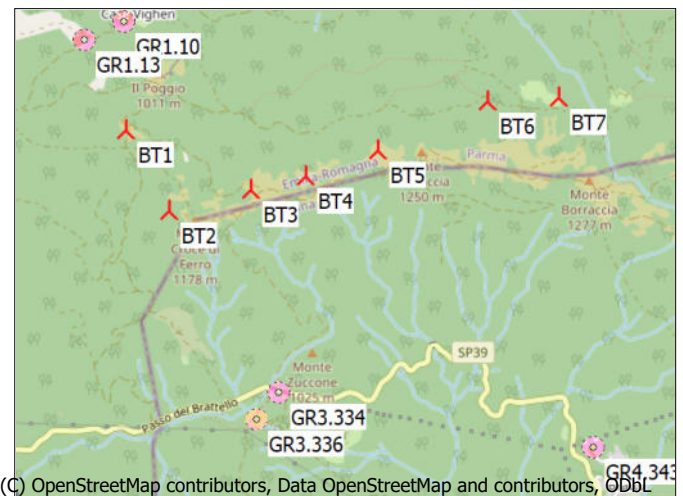 Vighen
GR1.10
GR1.13
Il Poggio
1011 m
BT1
BT6
BT7
Parma
BT5
1250 m
Emilia-Romagna
BT4
BT3
Monte
Borraccia
1277 m
BT2
Croce di
Ferro
1178 m
SP39
Monte
Zuccone
1025 m
Passo del Brattello
GR3.334
GR3.336
GR4.343
(C) OpenStreetMap contributors, Data OpenStreetMap and contributors, ODbL